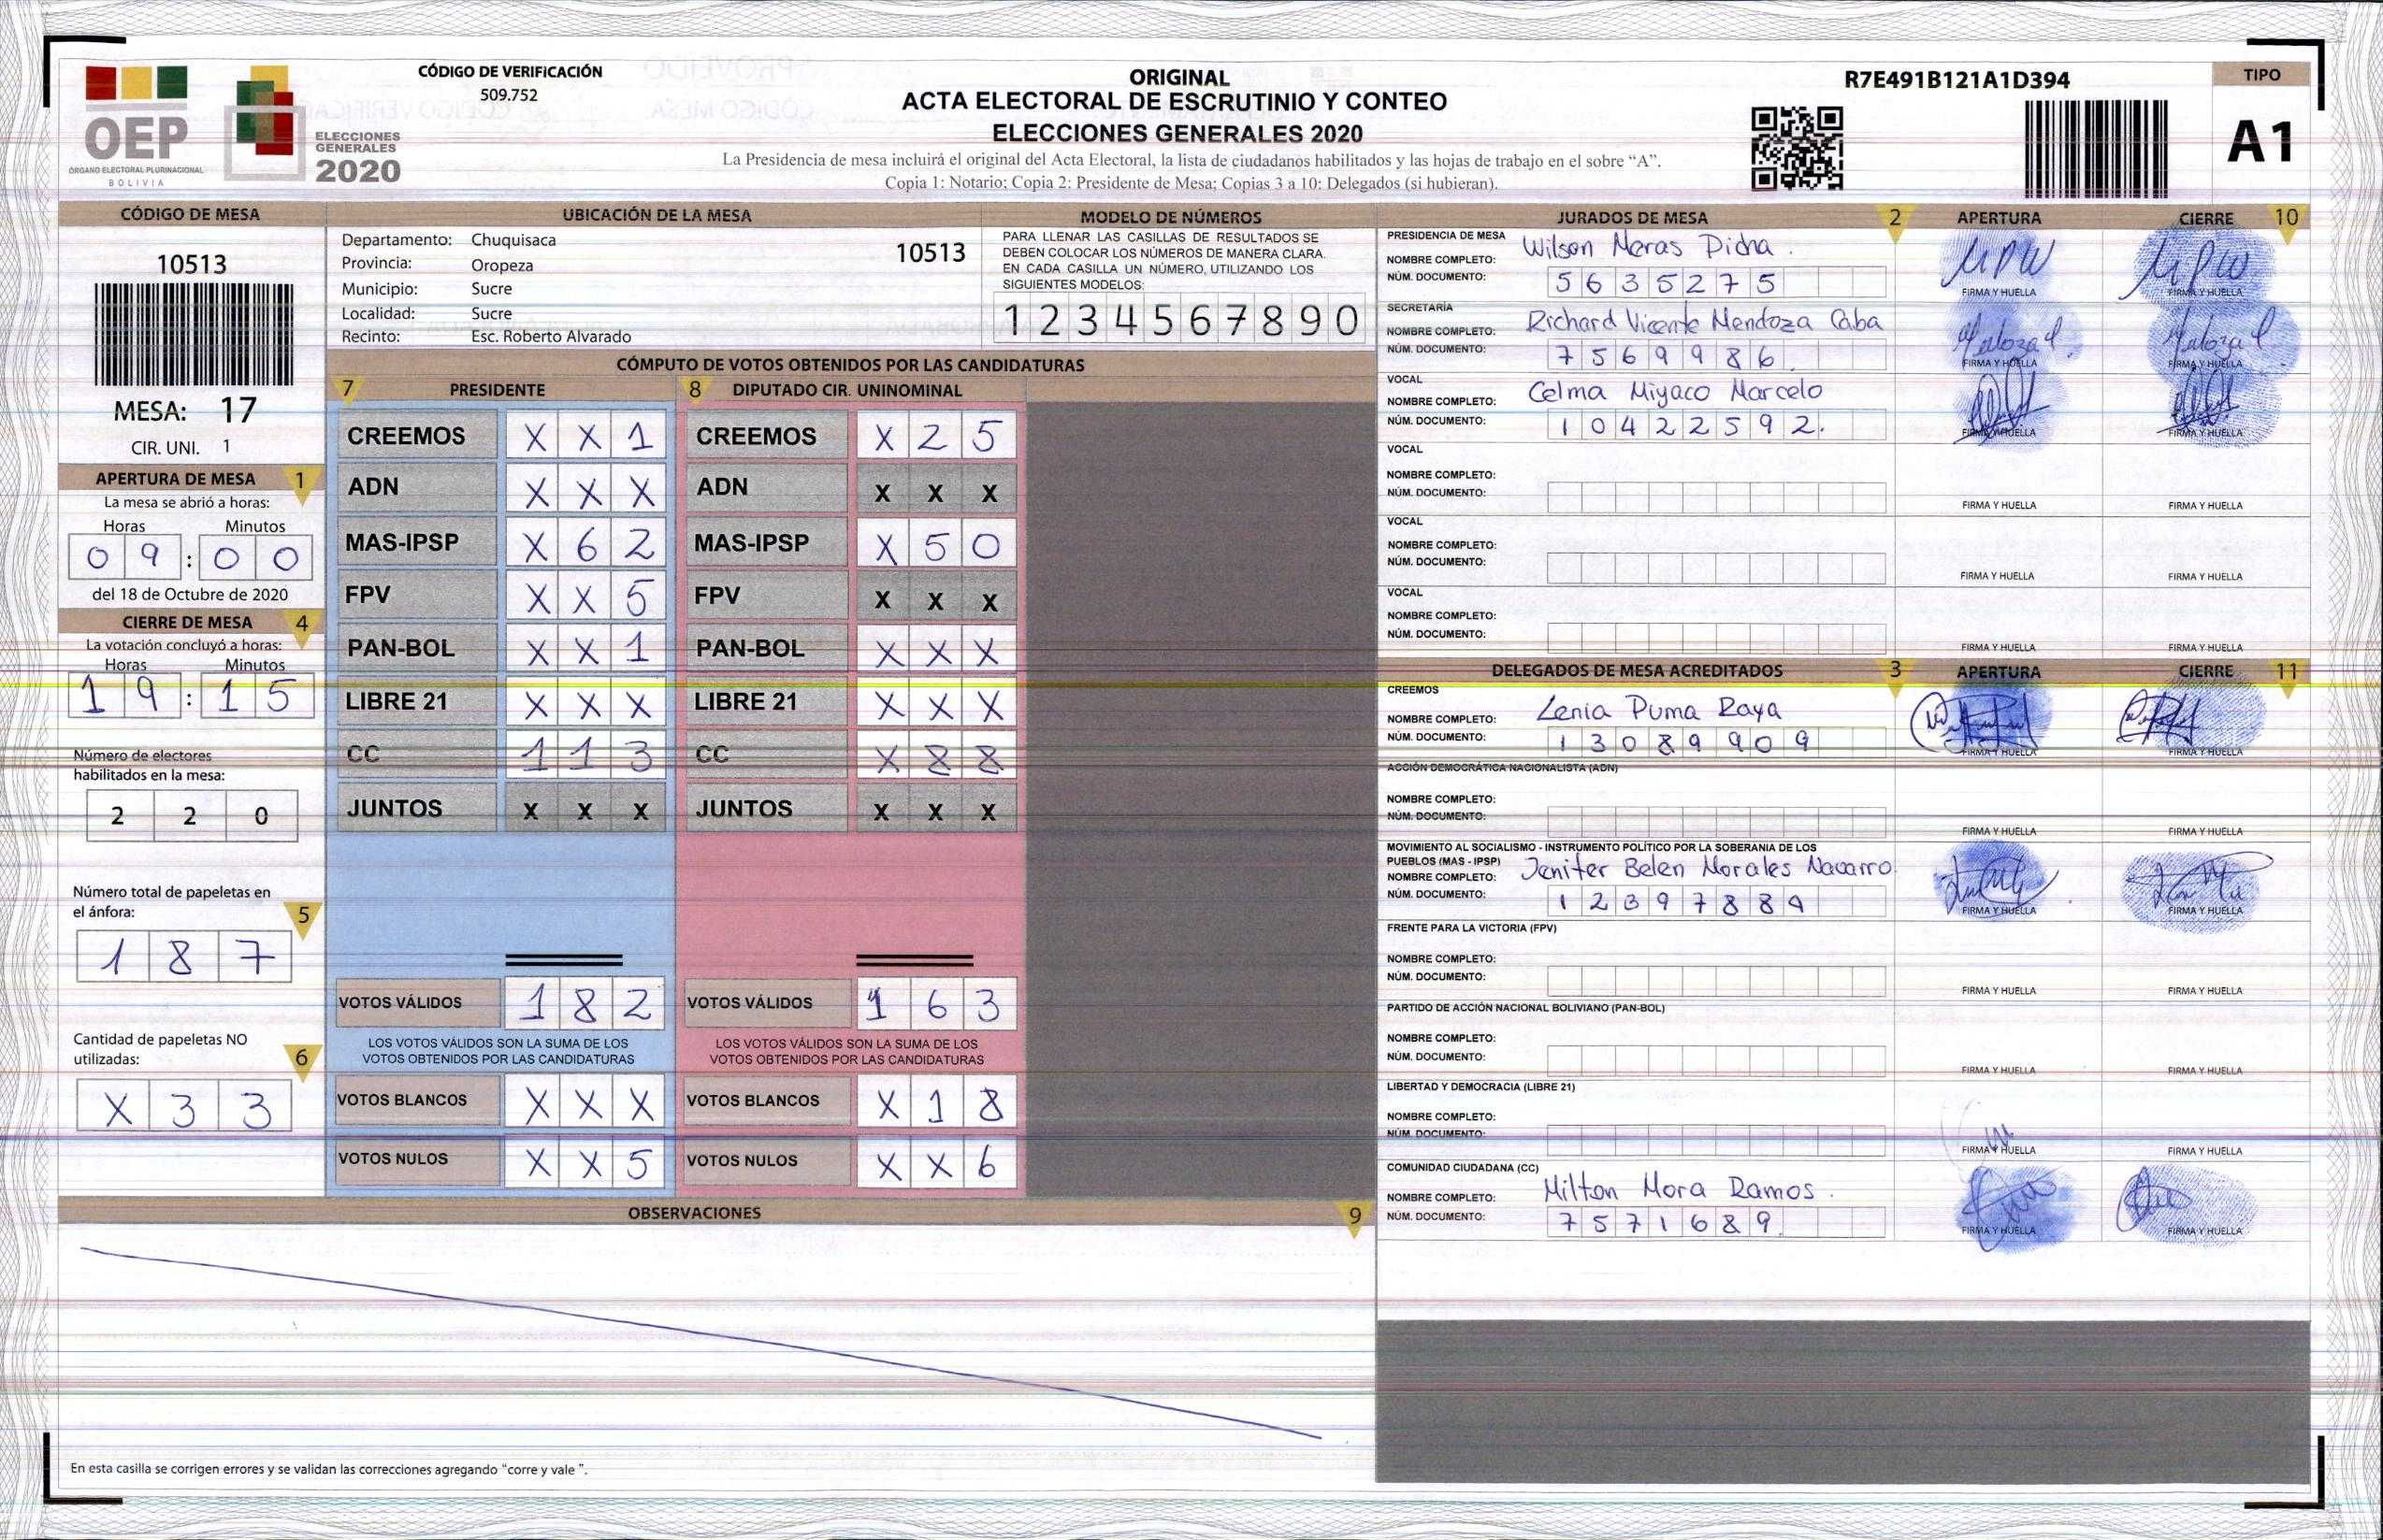 OEP
ÓRGANO ELECTORAL PLURINACIONAL
BOLIVIA
ELECCIONES
GENERALES
2020
CÓDIGO DE VERIFICACIÓN
509.752
ORIGINAL
ACTA ELECTORAL DE ESCRUTINIO Y CONTEO
ELECCIONES GENERALES 2020
La Presidencia de mesa incluirá el original del Acta Electoral, la lista de ciudadanos habilitados y las hojas de trabajo en el sobre “A”.
Copia 1: Notario; Copia 2: Presidente de Mesa; Copias 3 a 10: Delegados (si hubieran).
R7E491B121A1D394
TIPO
A1
CÓDIGO DE MESA
10513
MESA: 17
CIR. UNI. 1
APERTURA DE MESA 1
La mesa se abrió a horas:
Horas Minutos
0 9 : 0 0
del 18 de Octubre de 2020
CIERRE DE MESA 4
La votación concluyó a horas:
Horas Minutos
1 9 : 1 5
Número de electores
habilitados en la mesa:
2 2 0
Número total de papeletas en
el ánfora:
5
1 8 7
Cantidad de papeletas NO
utilizadas:
6
X 3 3
UBICACIÓN DE LA MESA
Departamento: Chuquisaca
10513
Provincia: Oropeza
Municipio: Sucre
Localidad: Sucre
Recinto: Esc. Roberto Alvarado
MODELO DE NÚMEROS
PARA LLENAR LAS CASILLAS DE RESULTADOS SE
DEBEN COLOCAR LOS NÚMEROS DE MANERA CLARA.
EN CADA CASILLA UN NÚMERO, UTILIZANDO LOS
SIGUIENTES MODELOS:
1 2 3 4 5 6 7 8 9 0
CÓMPUTO DE VOTOS OBTENIDOS POR LAS CANDIDATURAS
7 PRESIDENTE
CREEMOS X X 1
ADN X X X
MAS-IPSP X 6 2
FPV X X 5
PAN-BOL X X 1
LIBRE 21 X X X
CC 1 1 3
JUNTOS X X X
VOTOS VÁLIDOS 1 8 2
LOS VOTOS VÁLIDOS SON LA SUMA DE LOS
VOTOS OBTENIDOS POR LAS CANDIDATURAS
VOTOS BLANCOS X X X
VOTOS NULOS X X 5
8 DIPUTADO CIR. UNINOMINAL
CREEMOS X 2 5
ADN X X X
MAS-IPSP X 5 0
FPV X X X
PAN-BOL X X X
LIBRE 21 X X X
CC X 8 8
JUNTOS X X X
VOTOS VÁLIDOS 1 6 3
LOS VOTOS VÁLIDOS SON LA SUMA DE LOS
VOTOS OBTENIDOS POR LAS CANDIDATURAS
VOTOS BLANCOS X 1 8
VOTOS NULOS X X 6
OBSERVACIONES 9
En esta casilla se corrigen errores y se validan las correcciones agregando “corre y vale ”.
JURADOS DE MESA 2 APERTURA CIERRE 10
PRESIDENCIA DE MESA
NOMBRE COMPLETO: Wilson Meras Picha
NÚM. DOCUMENTO: 5 6 3 5 2 7 5
FIRMA Y HUELLA FIRMA Y HUELLA
SECRETARÍA
NOMBRE COMPLETO: Richard Vicente Mendoza Caba
NÚM. DOCUMENTO: 7 5 6 9 9 8 6
FIRMA Y HUELLA FIRMA Y HUELLA
VOCAL
NOMBRE COMPLETO: Celma Miyaco Marcelo
NÚM. DOCUMENTO: 1 0 4 2 2 5 9 2
FIRMA Y HUELLA FIRMA Y HUELLA
VOCAL
NOMBRE COMPLETO:
NÚM. DOCUMENTO:
FIRMA Y HUELLA FIRMA Y HUELLA
VOCAL
NOMBRE COMPLETO:
NÚM. DOCUMENTO:
FIRMA Y HUELLA FIRMA Y HUELLA
VOCAL
NOMBRE COMPLETO:
NÚM. DOCUMENTO:
FIRMA Y HUELLA FIRMA Y HUELLA
DELEGADOS DE MESA ACREDITADOS 3 APERTURA CIERRE 11
CREEMOS
NOMBRE COMPLETO: Lenia Puma Raya
NÚM. DOCUMENTO: 1 3 0 8 9 9 0 9
FIRMA Y HUELLA FIRMA Y HUELLA
ACCIÓN DEMOCRÁTICA NACIONALISTA (ADN)
NOMBRE COMPLETO:
NÚM. DOCUMENTO:
FIRMA Y HUELLA FIRMA Y HUELLA
MOVIMIENTO AL SOCIALISMO - INSTRUMENTO POLÍTICO POR LA SOBERANIA DE LOS
PUEBLOS (MAS - IPSP)
NOMBRE COMPLETO: Jenifer Belen Morales Navarro
NÚM. DOCUMENTO: 1 2 3 9 7 8 8 9
FIRMA Y HUELLA FIRMA Y HUELLA
FRENTE PARA LA VICTORIA (FPV)
NOMBRE COMPLETO:
NÚM. DOCUMENTO:
FIRMA Y HUELLA FIRMA Y HUELLA
PARTIDO DE ACCIÓN NACIONAL BOLIVIANO (PAN-BOL)
NOMBRE COMPLETO:
NÚM. DOCUMENTO:
FIRMA Y HUELLA FIRMA Y HUELLA
LIBERTAD Y DEMOCRACIA (LIBRE 21)
NOMBRE COMPLETO:
NÚM. DOCUMENTO:
FIRMA Y HUELLA FIRMA Y HUELLA
COMUNIDAD CIUDADANA (CC)
NOMBRE COMPLETO: Milton Mora Ramos
NÚM. DOCUMENTO: 7 5 7 1 6 8 9
FIRMA Y HUELLA FIRMA Y HUELLA